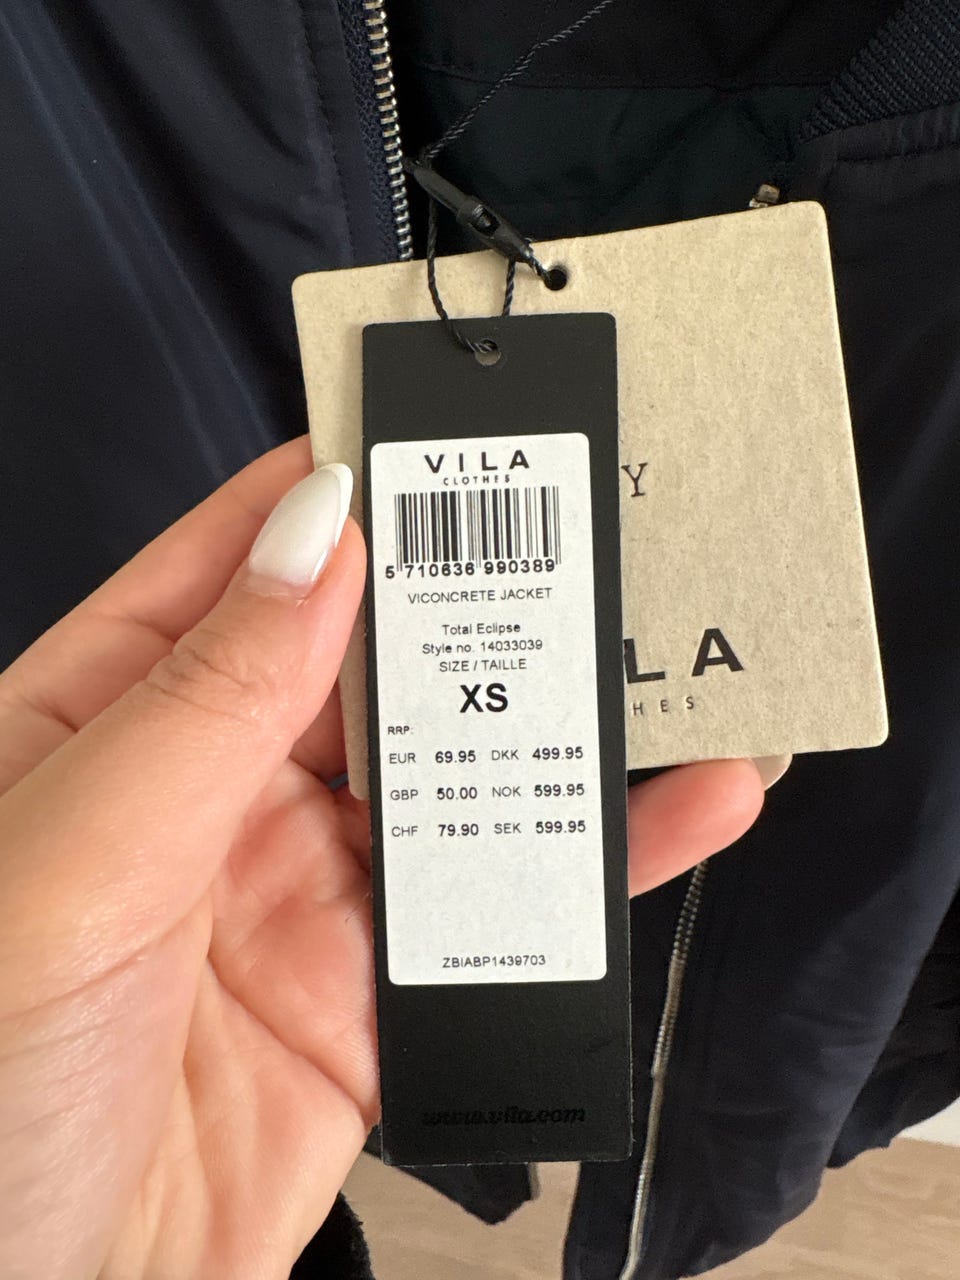 VILA
CLOTHES
5 710636 990389
VICONCRETE JACKET
Total Eclipse
Style no. 14033039
SIZE / TAILLE
XS
RRP:
EUR 69.95 DKK 499.95
GBP 50.00 NOK 599.95
CHF 79.90 SEK 599.95
ZBIABP1439703
www.vila.com
Y
LA
HES